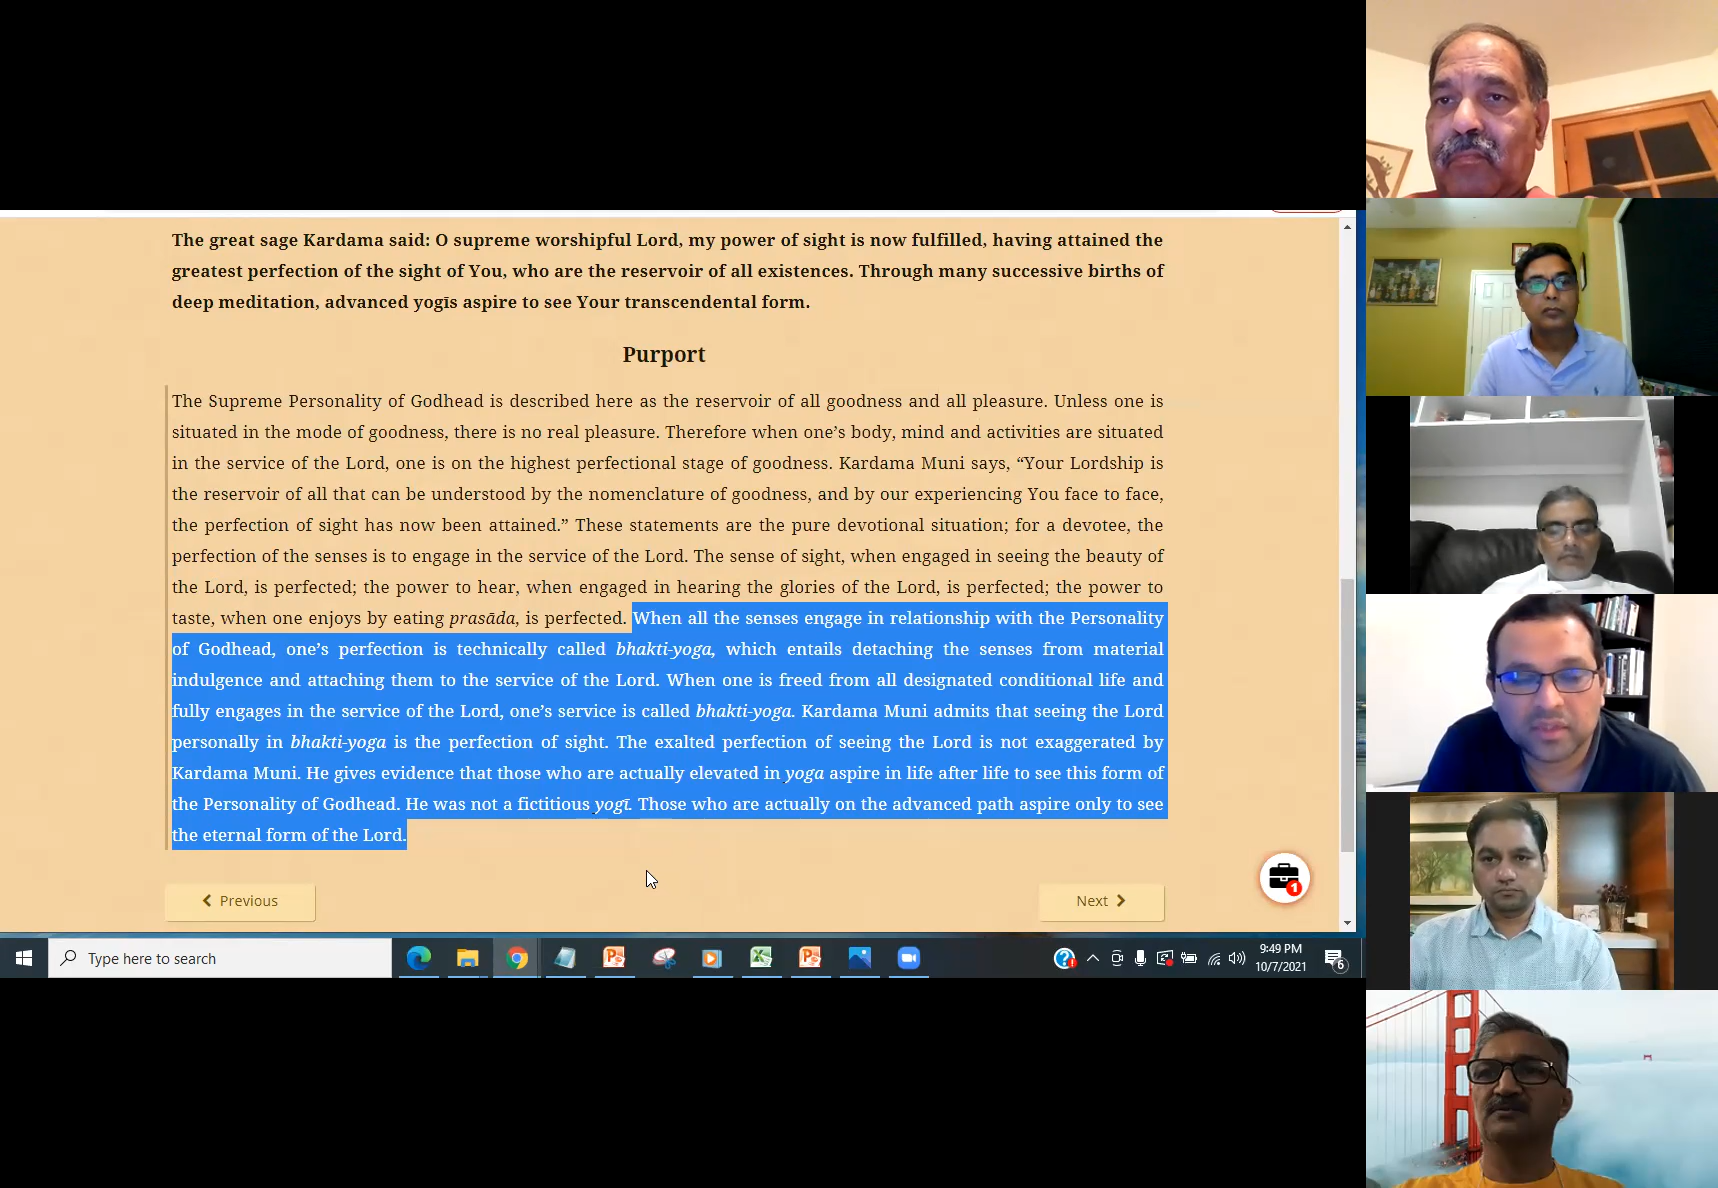 The great sage Kardama said: O supreme worshipful Lord, my power of sight is now fulfilled, having attained the
greatest perfection of the sight of You, who are the reservoir of all existences. Through many successive births of
deep meditation, advanced yogīs aspire to see Your transcendental form.
Purport
The Supreme Personality of Godhead is described here as the reservoir of all goodness and all pleasure. Unless one is
situated in the mode of goodness, there is no real pleasure. Therefore when one’s body, mind and activities are situated
in the service of the Lord, one is on the highest perfectional stage of goodness. Kardama Muni says, “Your Lordship is
the reservoir of all that can be understood by the nomenclature of goodness, and by our experiencing You face to face,
the perfection of sight has now been attained.” These statements are the pure devotional situation; for a devotee, the
perfection of the senses is to engage in the service of the Lord. The sense of sight, when engaged in seeing the beauty of
the Lord, is perfected; the power to hear, when engaged in hearing the glories of the Lord, is perfected; the power to
taste, when one enjoys by eating prasāda, is perfected. When all the senses engage in relationship with the Personality
of Godhead, one’s perfection is technically called bhakti-yoga, which entails detaching the senses from material
indulgence and attaching them to the service of the Lord. When one is freed from all designated conditional life and
fully engages in the service of the Lord, one’s service is called bhakti-yoga. Kardama Muni admits that seeing the Lord
personally in bhakti-yoga is the perfection of sight. The exalted perfection of seeing the Lord is not exaggerated by
Kardama Muni. He gives evidence that those who are actually elevated in yoga aspire in life after life to see this form of
the Personality of Godhead. He was not a fictitious yogī. Those who are actually on the advanced path aspire only to see
the eternal form of the Lord.
1
Previous
Next
Type here to search
9:49 PM
10/7/2021
6